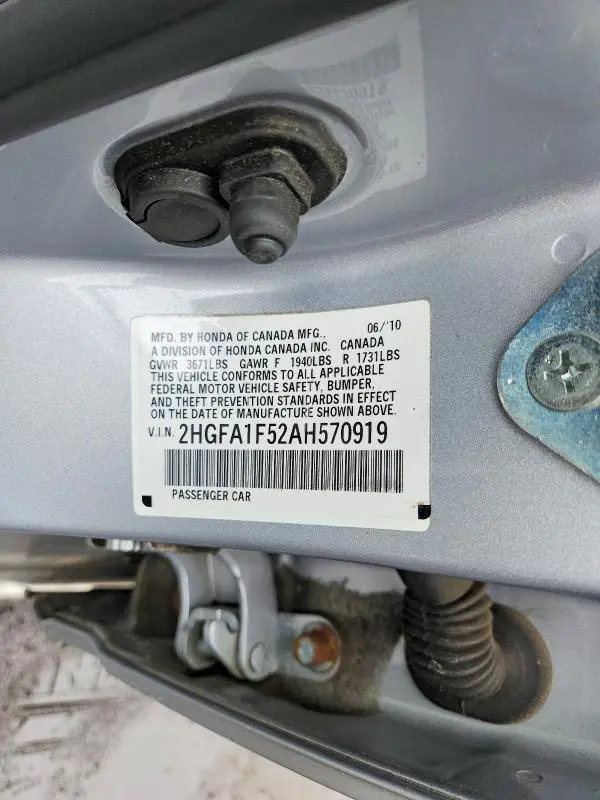 MFD. BY HONDA OF CANADA MFG., 06/'10
A DIVISION OF HONDA CANADA INC. CANADA
GVWR 3671LBS GAWR F 1940LBS R 1731LBS
THIS VEHICLE CONFORMS TO ALL APPLICABLE
FEDERAL MOTOR VEHICLE SAFETY, BUMPER,
AND THEFT PREVENTION STANDARDS IN EFFECT
ON THE DATE OF MANUFACTURE SHOWN ABOVE.
V.I.N. 2HGFA1F52AH570919
PASSENGER CAR